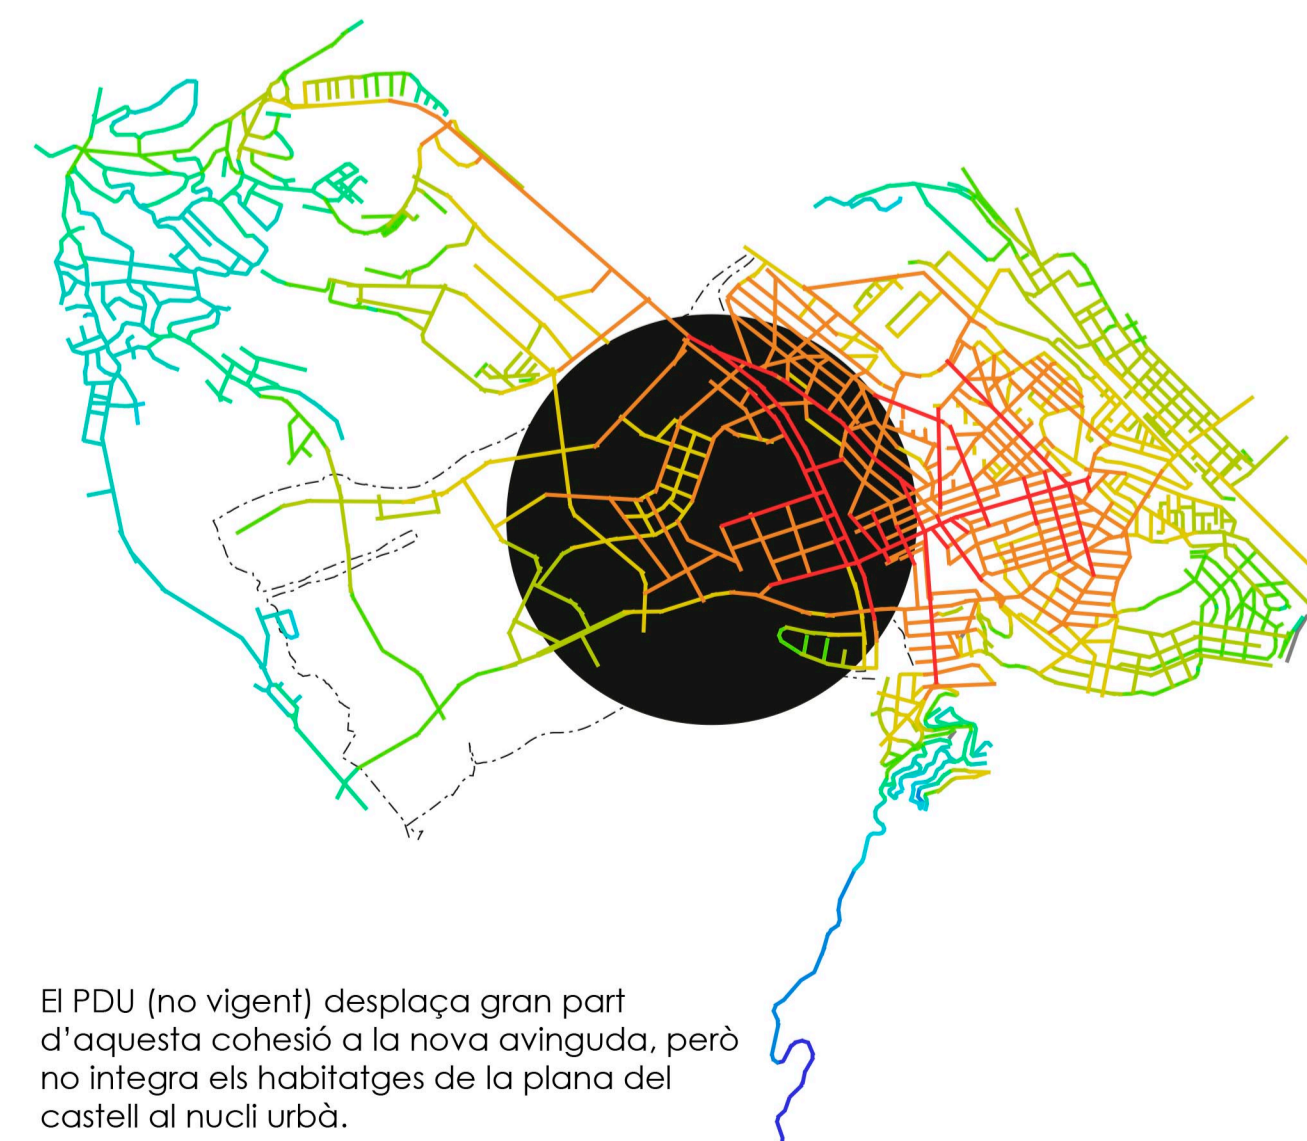 El PDU (no vigent) desplaça gran part
d’aquesta cohesió a la nova avinguda, però
no integra els habitatges de la plana del
castell al nucli urbà.